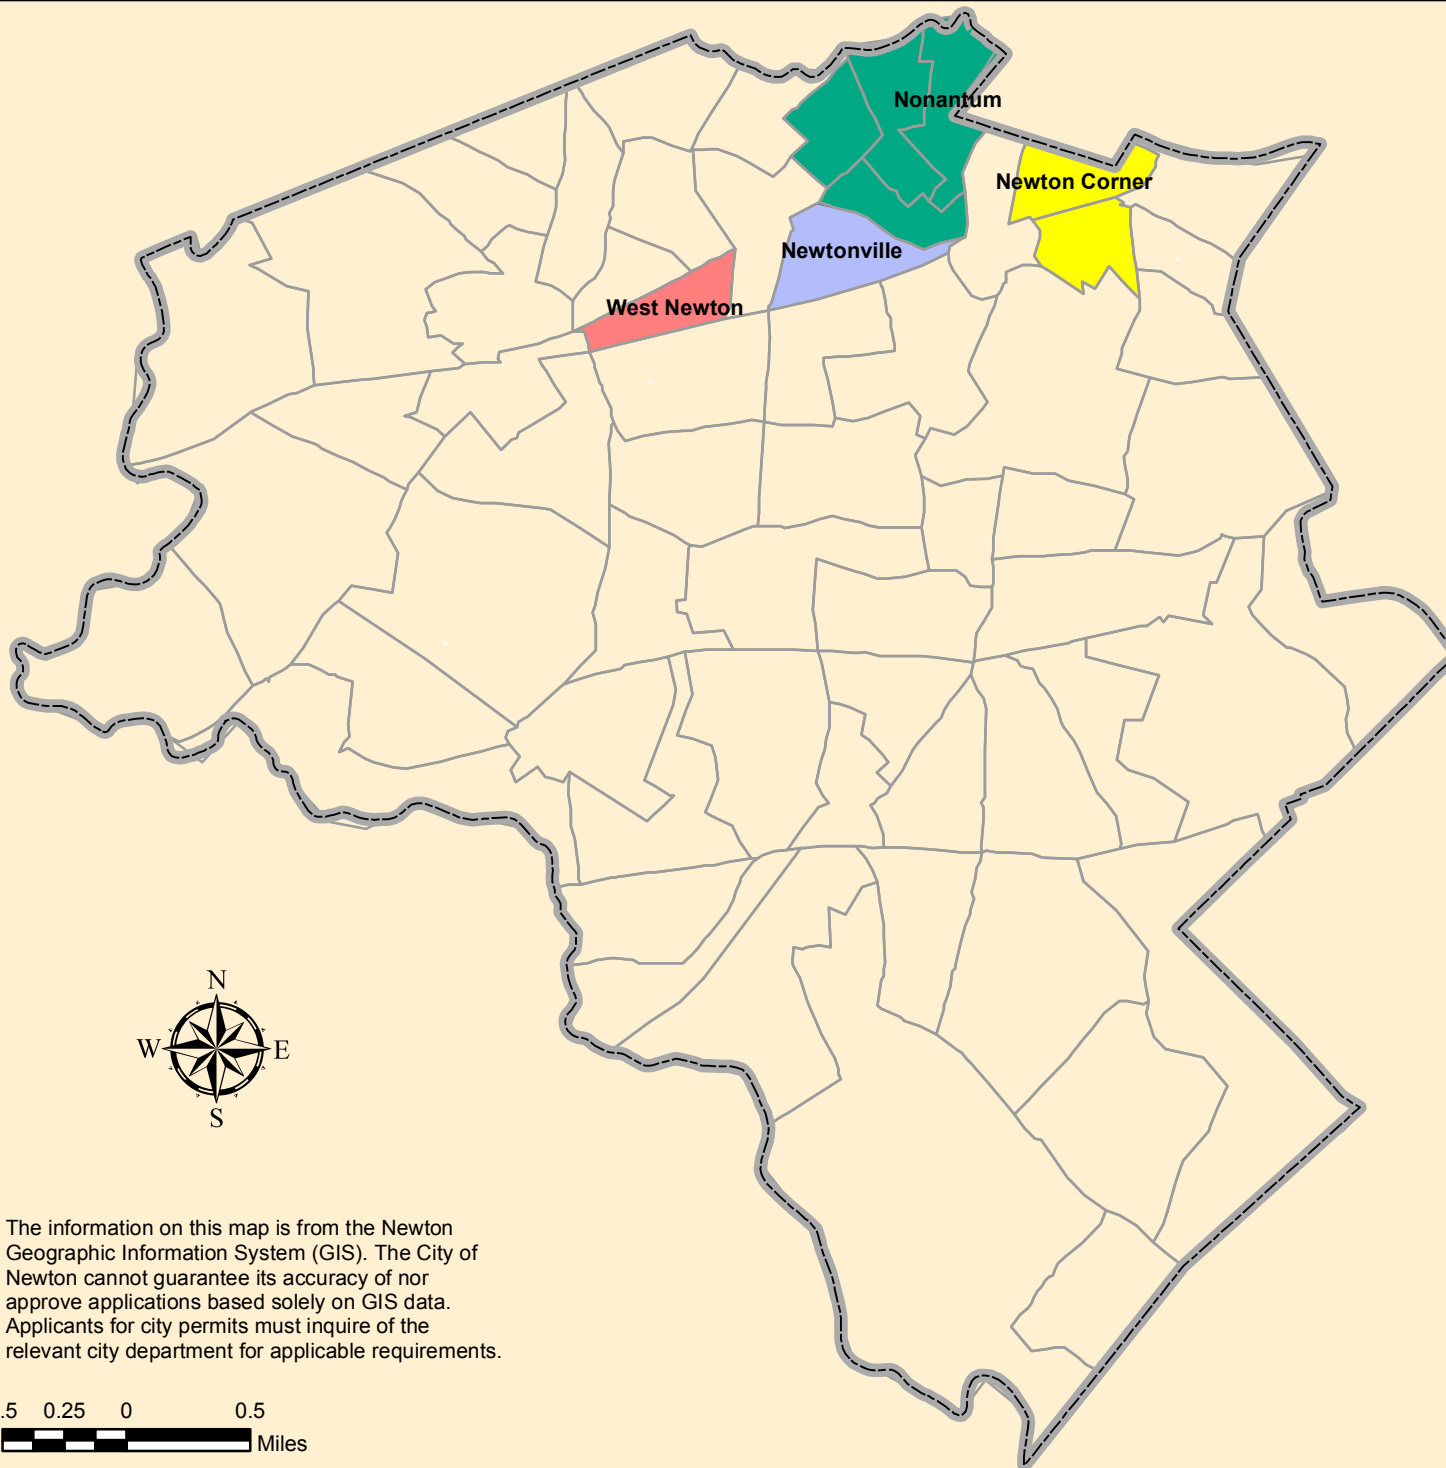 Nonantum
Newton Corner
Newtonville
West Newton
N
W E
S
The information on this map is from the Newton
Geographic Information System (GIS). The City of
Newton cannot guarantee its accuracy of nor
approve applications based solely on GIS data.
Applicants for city permits must inquire of the
relevant city department for applicable requirements.
.5 0.25 0 0.5
Miles